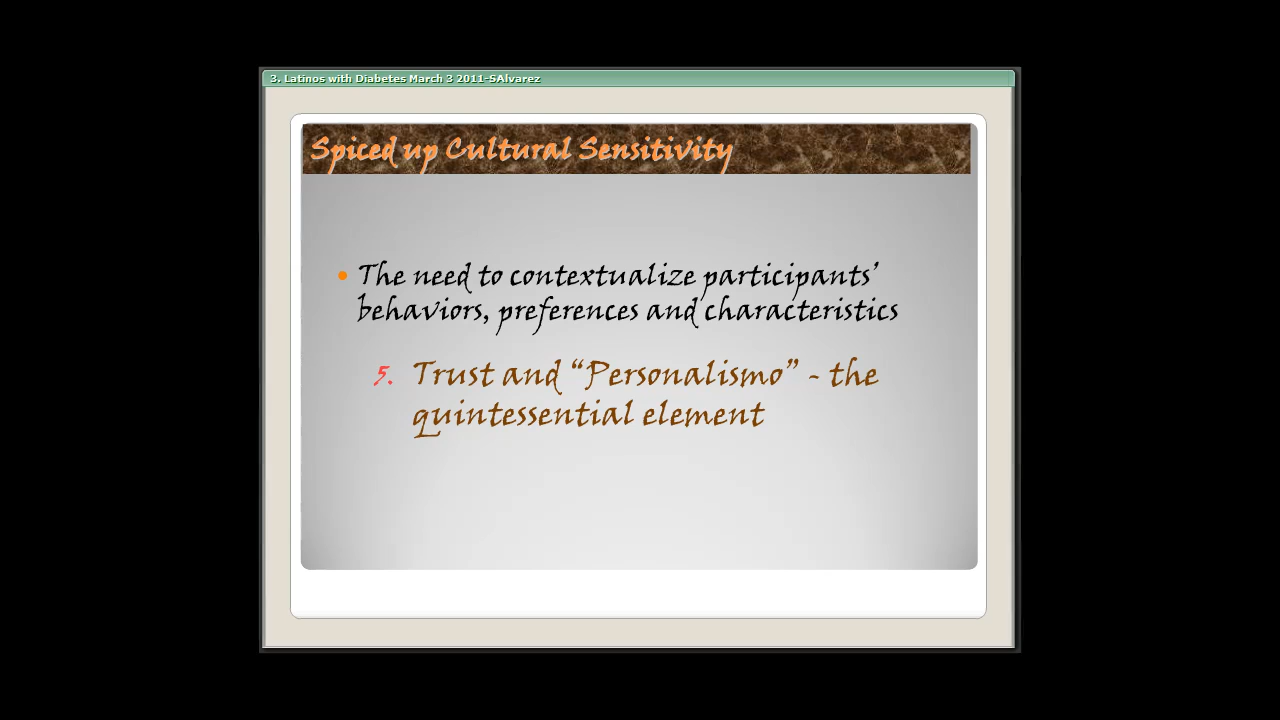 3. Latinos with Diabetes March 3 2011-SAlvarez
Spiced up Cultural Sensitivity
• The need to contextualize participants’
behaviors, preferences and characteristics
5. Trust and “Personalismo” - the
quintessential element